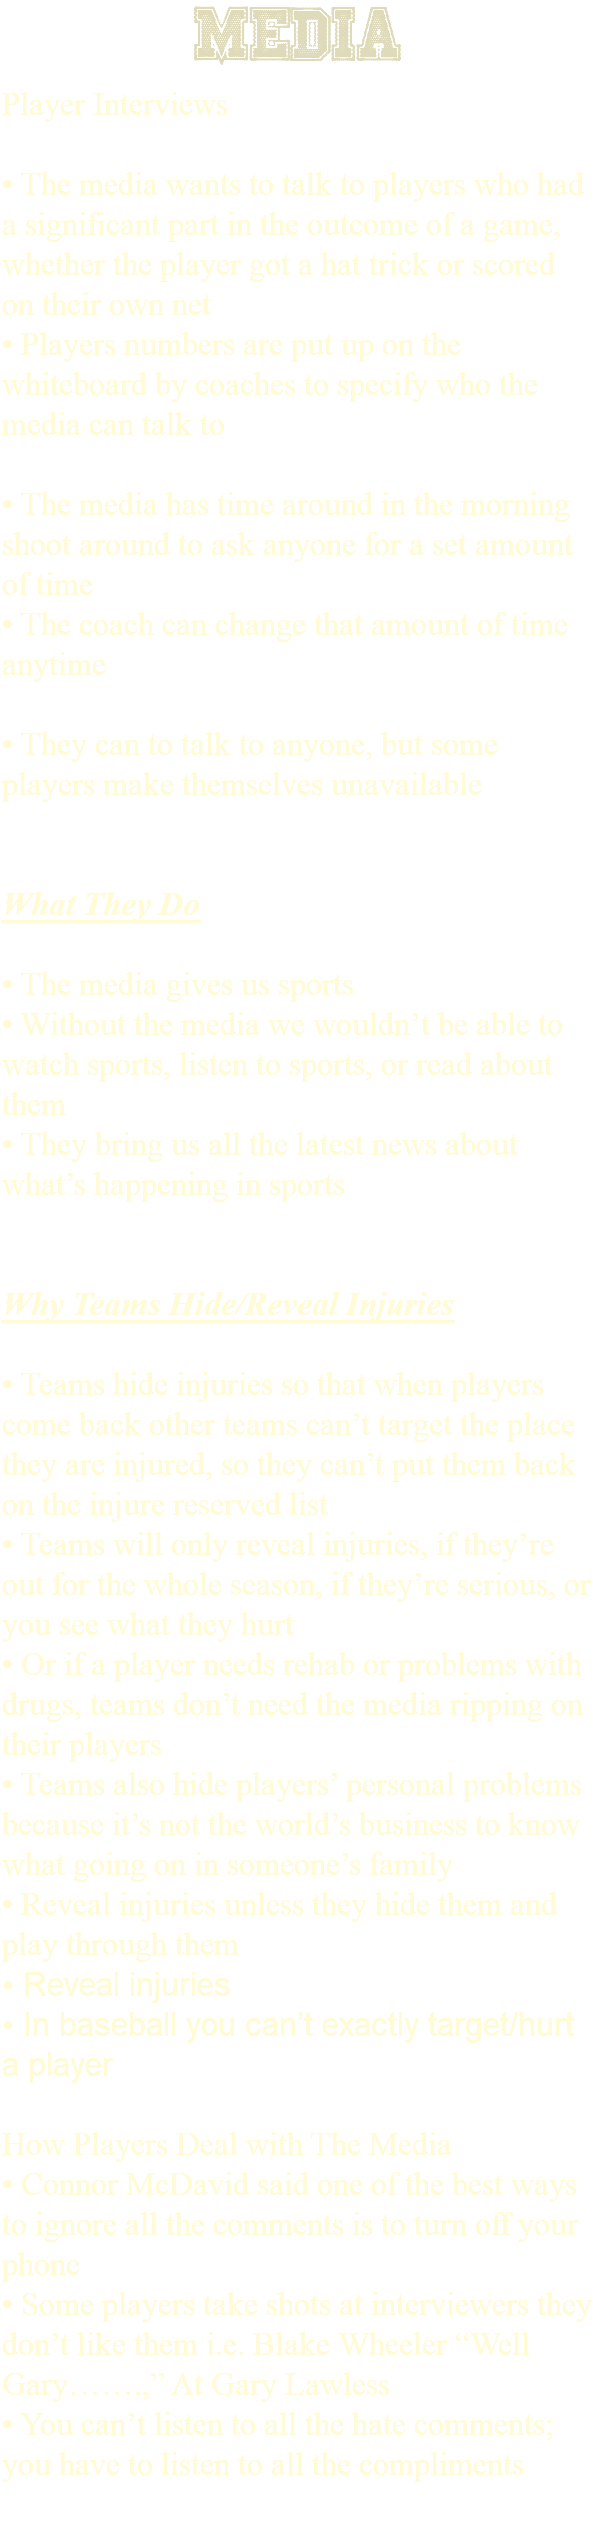 MEDIA
Player Interviews
• The media wants to talk to players who had
a significant part in the outcome of a game,
whether the player got a hat trick or scored
on their own net
• Players numbers are put up on the
whiteboard by coaches to specify who the
media can talk to
• The media has time around in the morning
shoot around to ask anyone for a set amount
of time
• The coach can change that amount of time
anytime
• They can to talk to anyone, but some
players make themselves unavailable
What They Do
• The media gives us sports
• Without the media we wouldn’t be able to
watch sports, listen to sports, or read about
them
• They bring us all the latest news about
what’s happening in sports
Why Teams Hide/Reveal Injuries
• Teams hide injuries so that when players
come back other teams can’t target the place
they are injured, so they can’t put them back
on the injure reserved list
• Teams will only reveal injuries, if they’re
out for the whole season, if they’re serious, or
you see what they hurt
• Or if a player needs rehab or problems with
drugs, teams don’t need the media ripping on
their players
• Teams also hide players’ personal problems
because it’s not the world’s business to know
what going on in someone’s family
• Reveal injuries unless they hide them and
play through them
• Reveal injuries
• In baseball you can’t exactly target/hurt
a player
How Players Deal with The Media
• Connor McDavid said one of the best ways
to ignore all the comments is to turn off your
phone
• Some players take shots at interviewers they
don’t like them i.e. Blake Wheeler “Well
Gary…….,” At Gary Lawless
• You can’t listen to all the hate comments;
you have to listen to all the compliments